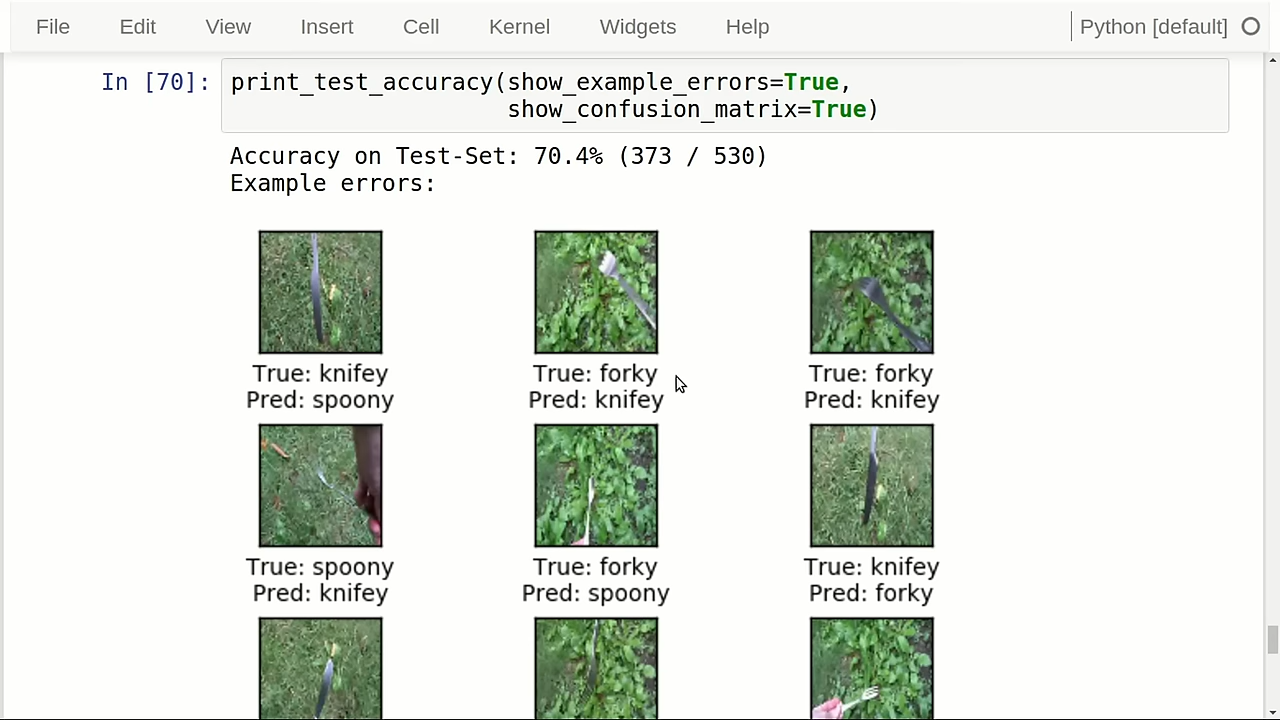 File Edit View Insert Cell Kernel Widgets Help Python [default]
In [70]: print_test_accuracy(show_example_errors=True,
show_confusion_matrix=True)
Accuracy on Test-Set: 70.4% (373 / 530)
Example errors:
True: knifey True: forky True: forky
Pred: spoony Pred: knifey Pred: knifey
True: spoony True: forky True: knifey
Pred: knifey Pred: spoony Pred: forky